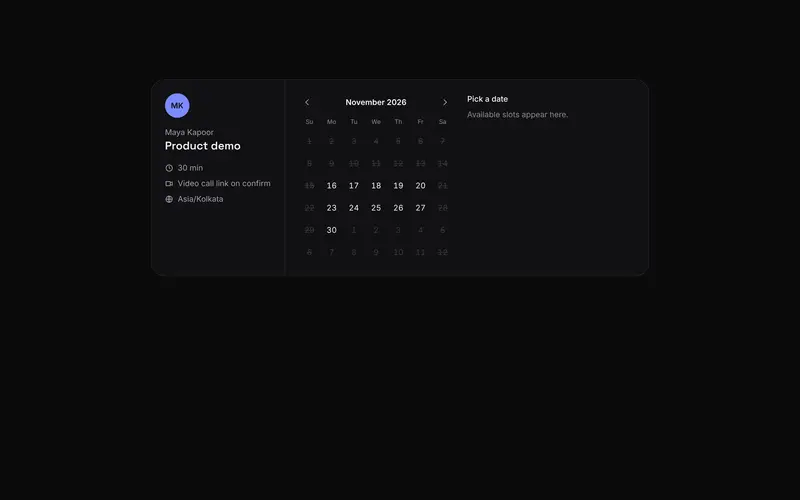 MK
Maya Kapoor
Product demo
30 min
Video call link on confirm
Asia/Kolkata
November 2026
Su Mo Tu We Th Fr Sa
1 2 3 4 5 6 7
8 9 10 11 12 13 14
15 16 17 18 19 20 21
22 23 24 25 26 27 28
29 30 1 2 3 4 5
6 7 8 9 10 11 12
Pick a date
Available slots appear here.